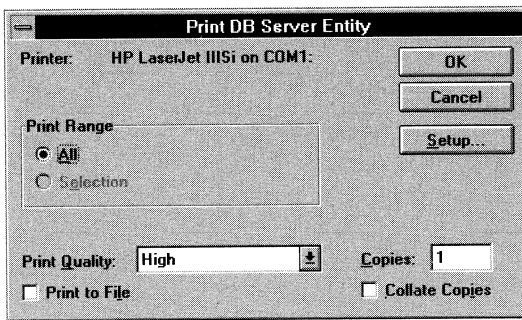 Print DB Server Entity
Printer: HP LaserJet IIISi on COM1:
OK
Cancel
Setup...
Print Range
All
Selection
Print Quality: High
Copies: 1
Print to File
Collate Copies